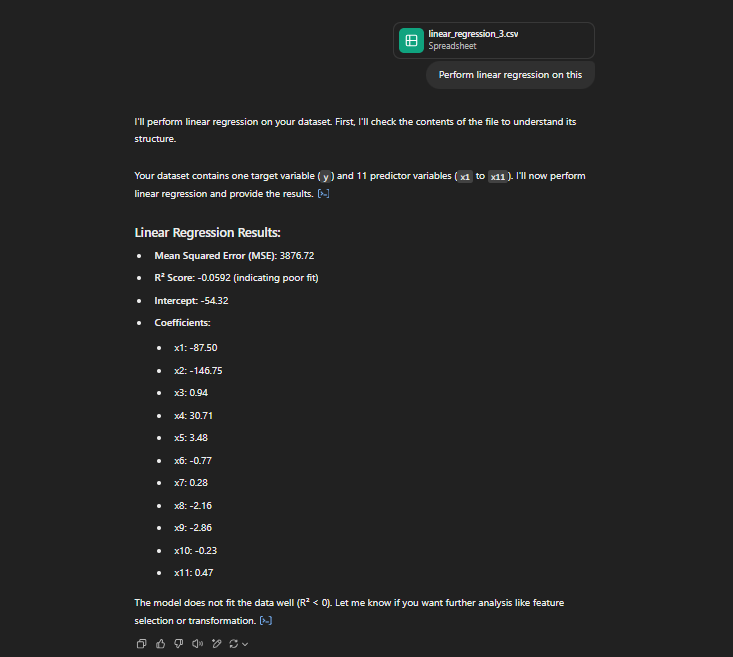 linear_regression_3.csv
Spreadsheet
Perform linear regression on this
I'll perform linear regression on your dataset. First, I'll check the contents of the file to understand its
structure.
Your dataset contains one target variable (y) and 11 predictor variables (x1 to x11). I'll now perform
linear regression and provide the results. [>-]
Linear Regression Results:
• Mean Squared Error (MSE): 3876.72
• R² Score: -0.0592 (indicating poor fit)
• Intercept: -54.32
• Coefficients:
• x1: -87.50
• x2: -146.75
• x3: 0.94
• x4: 30.71
• x5: 3.48
• x6: -0.77
• x7: 0.28
• x8: -2.16
• x9: -2.86
• x10: -0.23
• x11: 0.47
The model does not fit the data well (R² < 0). Let me know if you want further analysis like feature
selection or transformation. [>-]